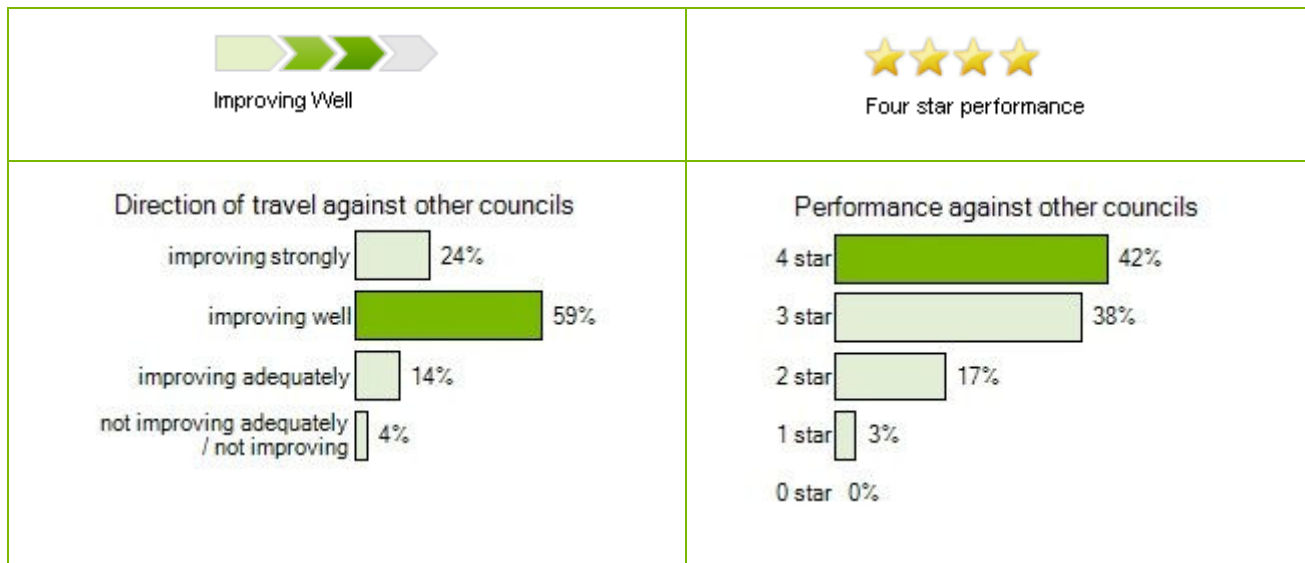 Improving Well
Four star performance
Direction of travel against other councils
improving strongly 24%
improving well 59%
improving adequately 14%
not improving adequately
/ not improving 4%
Performance against other councils
4 star 42%
3 star 38%
2 star 17%
1 star 3%
0 star 0%